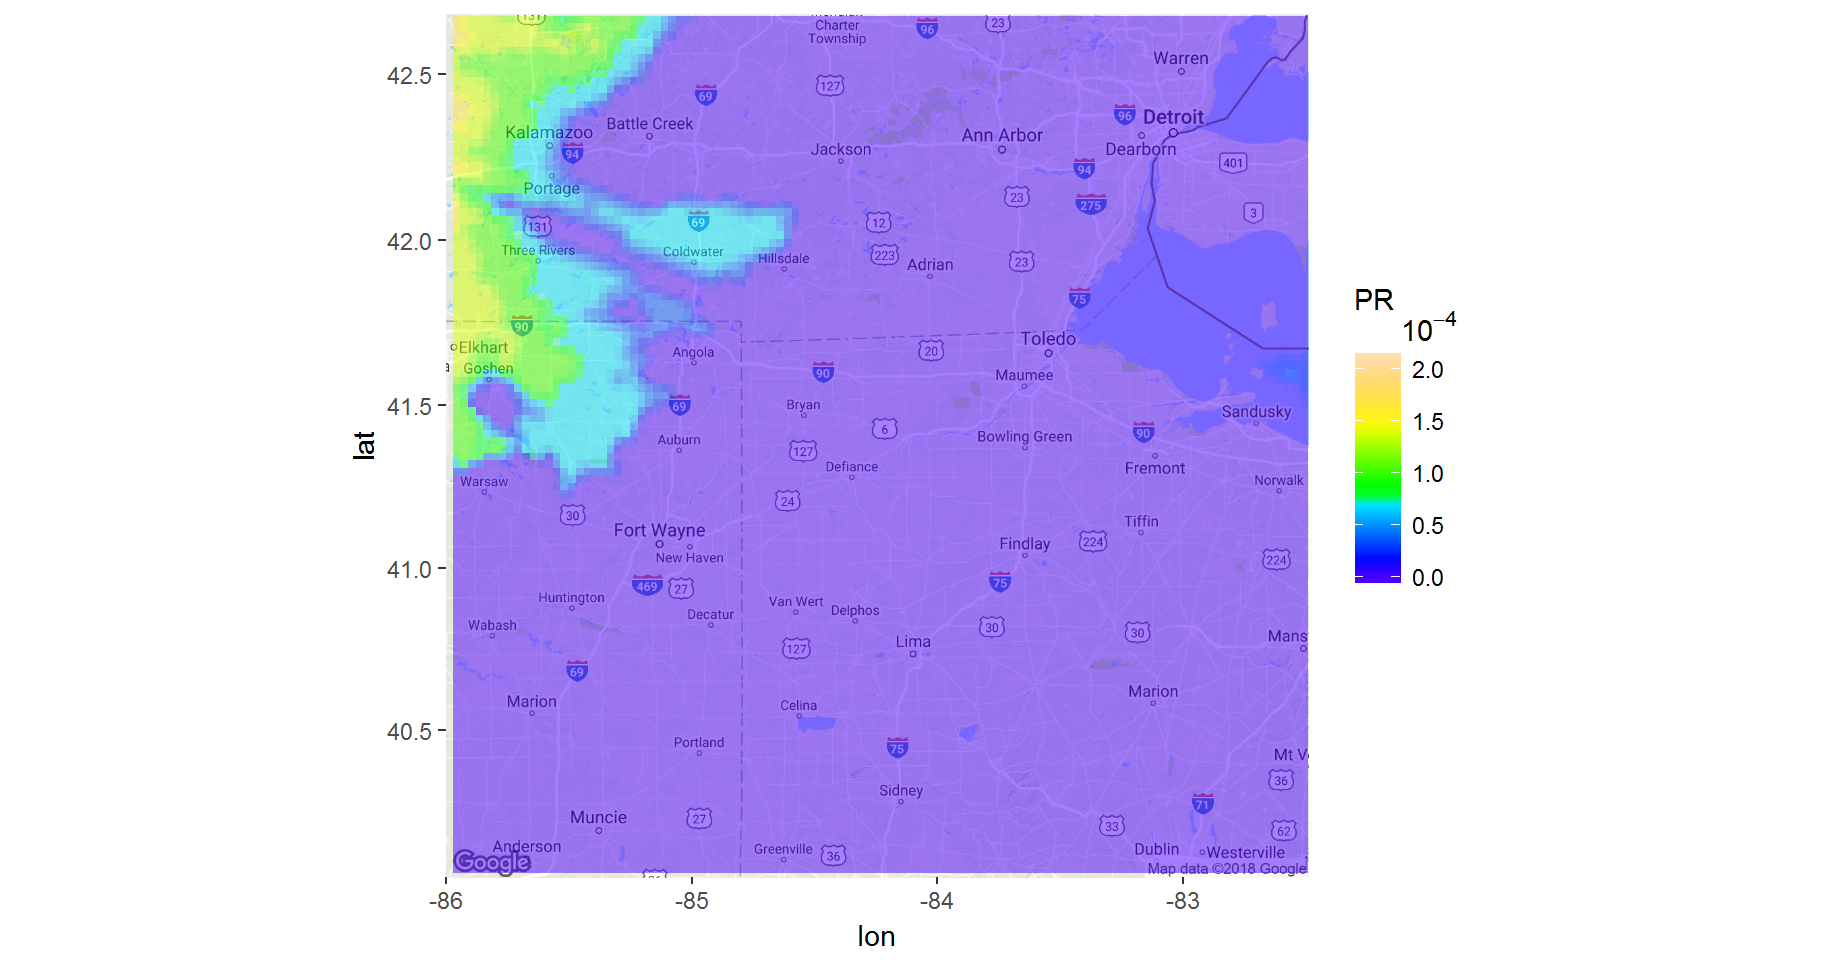 131
Charter
Township
96
23
Warren
42.5
127
69
96
Detroit
Kalamazoo
Battle Creek
Ann Arbor
94
Jackson
Dearborn
94
401
Portage
275
23
3
131
69
12
42.0
Three Rivers
Coldwater
Hillsdale
223
Adrian
23
75
PR
10−4
90
Elkhart
Angola
20
Toledo
a
Goshen
90
Maumee
2.0
41.5
69
Bryan
Sandusky
1.5
lat
Auburn
6
Bowling Green
90
127
Defiance
Fremont
1.0
Warsaw
24
Norwalk
30
Tiffin
0.5
Fort Wayne
New Haven
Findlay
224
224
41.0
469
27
75
0.0
Huntington
Decatur
Van Wert
Delphos
Wabash
30
30
Lima
Mans
127
69
Marion
Celina
Marion
40.5
Portland
75
Mt V
36
Sidney
71
Muncie
27
33
62
Anderson
Greenville
36
Dublin
Westerville
Google
Map data ©2018 Google
-86
-85
-84
-83
lon